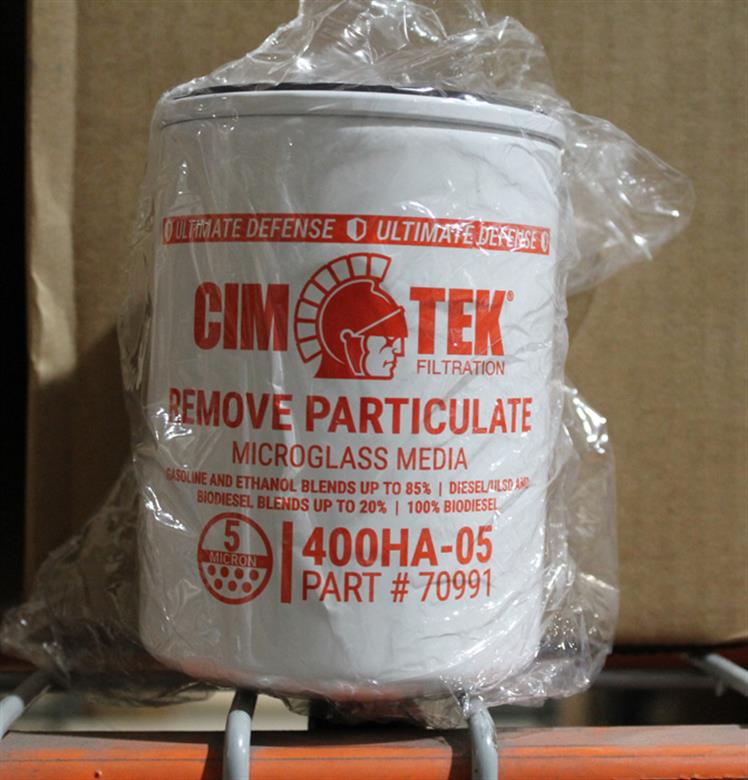 ULTIMATE DEFENSE ULTIMATE DEFENSE
CIM TEK®
FILTRATION
REMOVE PARTICULATE
MICROGLASS MEDIA
GASOLINE AND ETHANOL BLENDS UP TO 85% | DIESEL/ULSD AND
BIODIESEL BLENDS UP TO 20% | 100% BIODIESEL
5
MICRON
400HA-05
PART # 70991